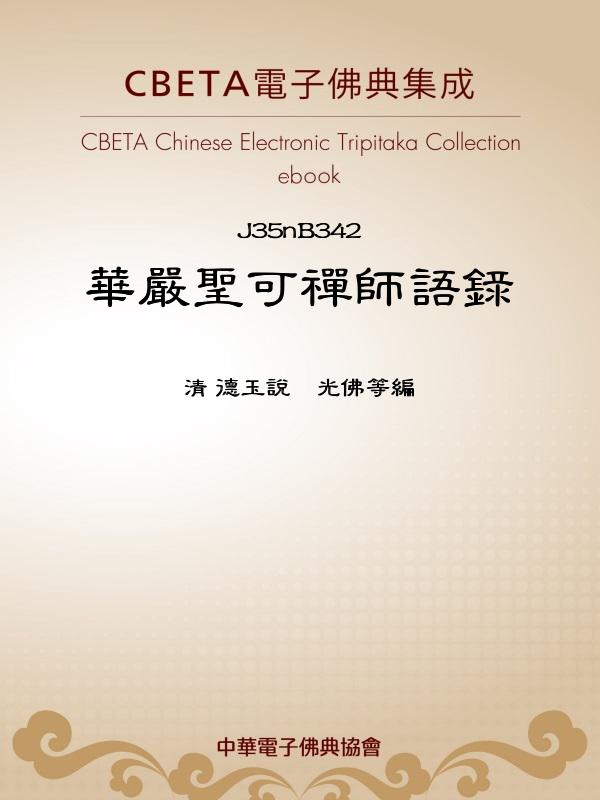 CBETA電子佛典集成
CBETA Chinese Electronic Tripitaka Collection
ebook
J35nB342
華嚴聖可禪師語錄
清 德玉說　光佛等編
中華電子佛典協會